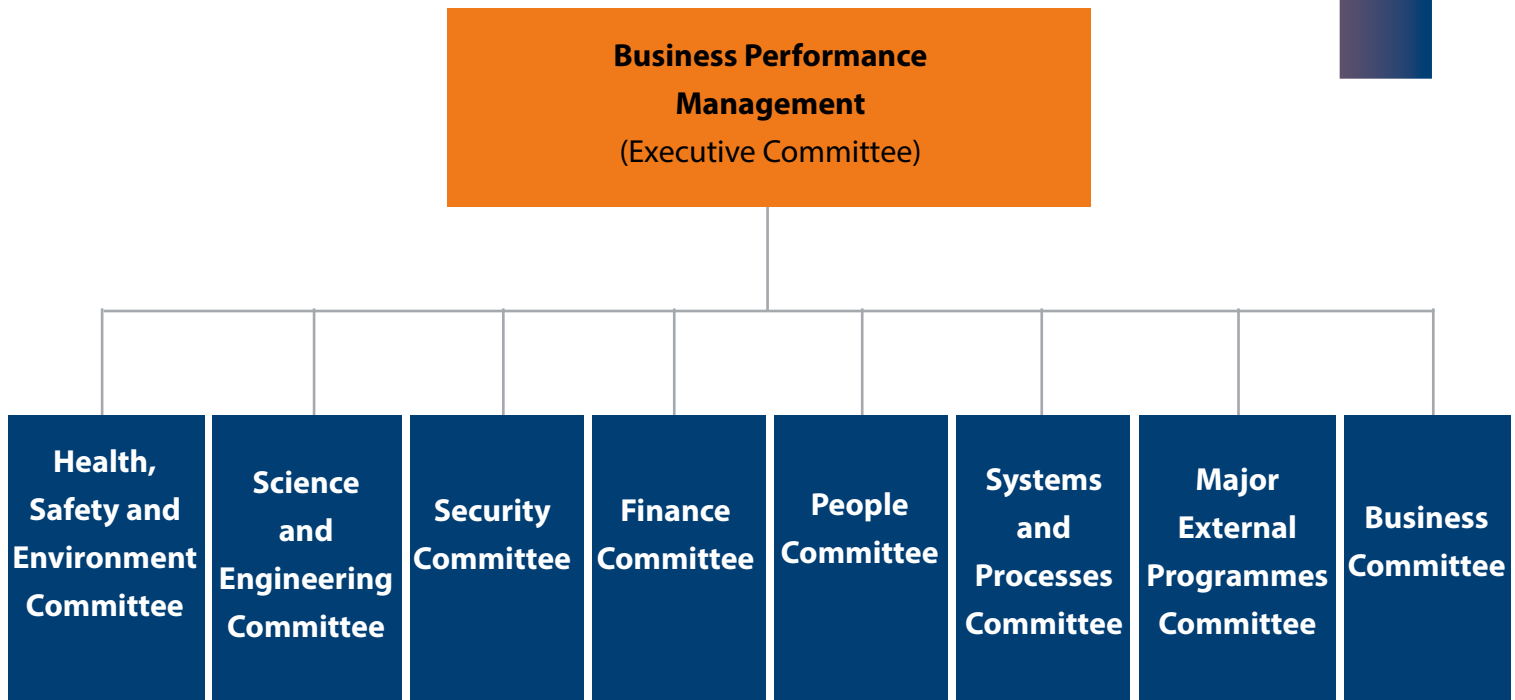 Business Performance
Management
(Executive Committee)
Health,
Safety and
Environment
Committee
Science
and
Engineering
Committee
Security
Committee
Finance
Committee
People
Committee
Systems
and
Processes
Committee
Major
External
Programmes
Committee
Business
Committee